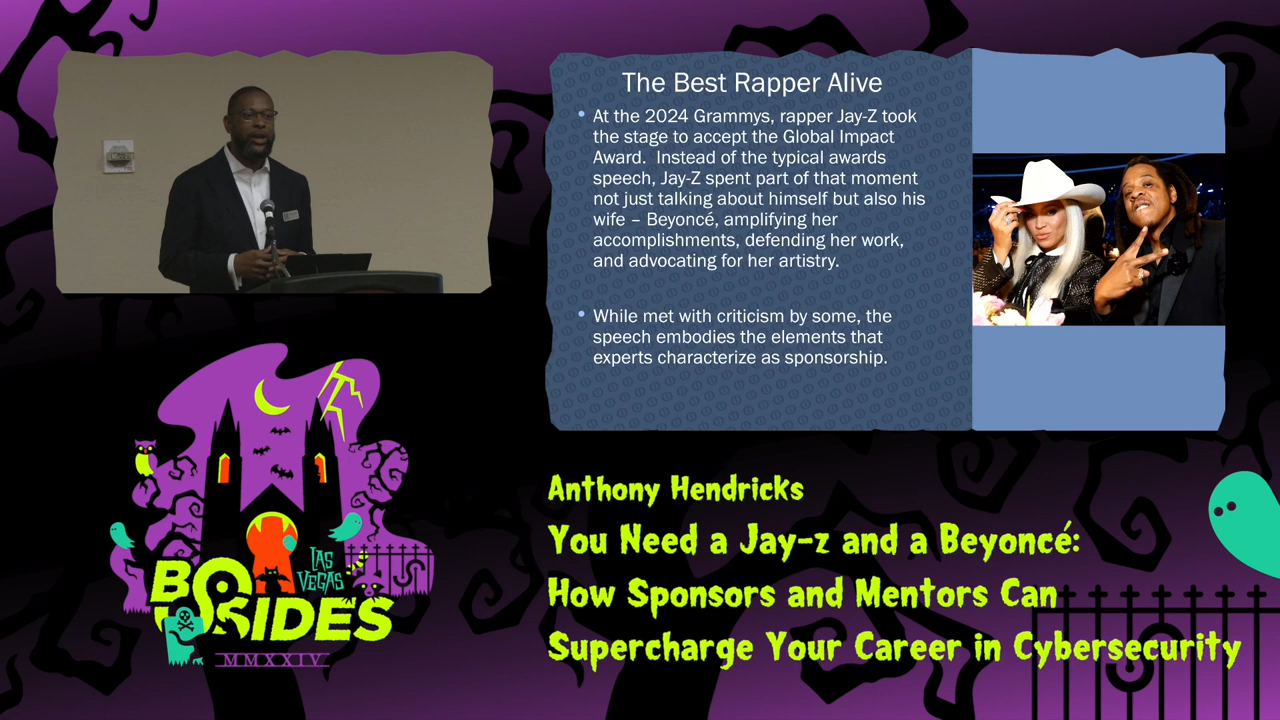 The Best Rapper Alive
• At the 2024 Grammys, rapper Jay-Z took
the stage to accept the Global Impact
Award.  Instead of the typical awards
speech, Jay-Z spent part of that moment
not just talking about himself but also his
wife – Beyoncé, amplifying her
accomplishments, defending her work,
and advocating for her artistry.
• While met with criticism by some, the
speech embodies the elements that
experts characterize as sponsorship.
Anthony Hendricks
You Need a Jay-z and a Beyoncé:
How Sponsors and Mentors Can
Supercharge Your Career in Cybersecurity
LAS
VEGAS
BSIDES
MMXXIV